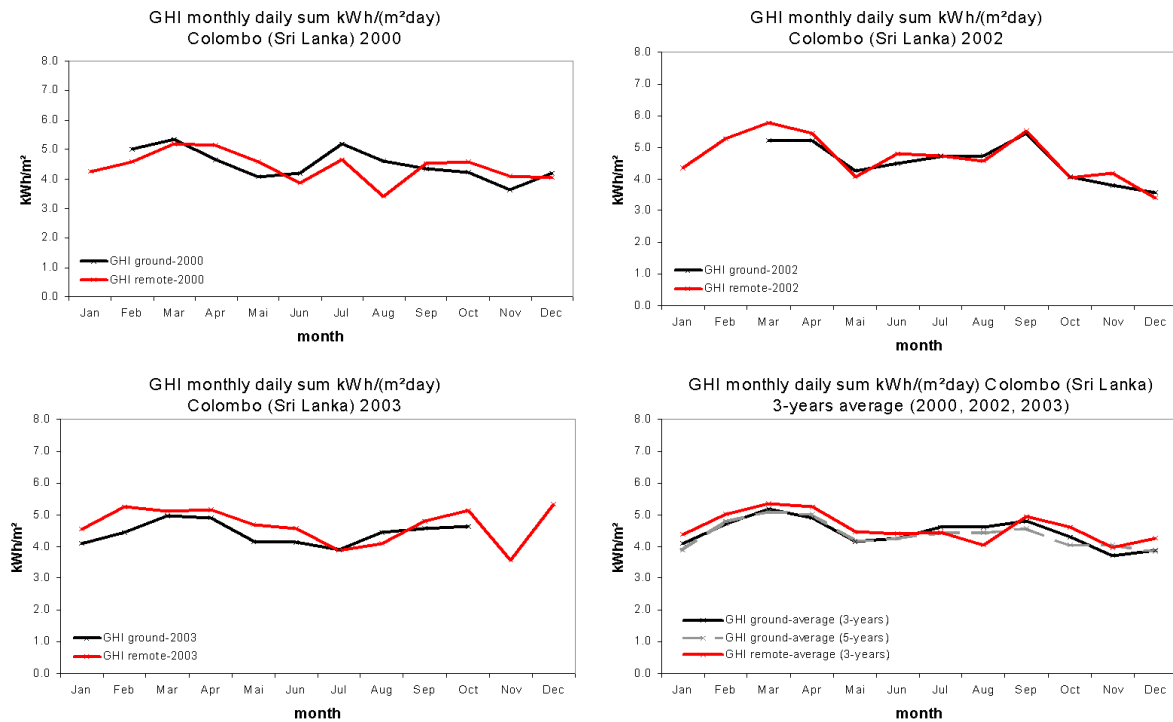 GHI monthly daily sum kWh/(m²day)
Colombo (Sri Lanka) 2000
8.0
7.0
6.0
5.0
4.0
3.0
2.0
1.0
0.0
kWh/m²
GHI ground-2000
GHI remote-2000
Jan Feb Mar Apr Mai Jun Jul Aug Sep Oct Nov Dec
month
GHI monthly daily sum kWh/(m²day)
Colombo (Sri Lanka) 2002
8.0
7.0
6.0
5.0
4.0
3.0
2.0
1.0
0.0
kWh/m²
GHI ground-2002
GHI remote-2002
Jan Feb Mar Apr Mai Jun Jul Aug Sep Oct Nov Dec
month
GHI monthly daily sum kWh/(m²day)
Colombo (Sri Lanka) 2003
8.0
7.0
6.0
5.0
4.0
3.0
2.0
1.0
0.0
kWh/m²
GHI ground-2003
GHI remote-2003
Jan Feb Mar Apr Mai Jun Jul Aug Sep Oct Nov Dec
month
GHI monthly daily sum kWh/(m²day) Colombo (Sri Lanka)
3-years average (2000, 2002, 2003)
8.0
7.0
6.0
5.0
4.0
3.0
2.0
1.0
0.0
kWh/m²
GHI ground-average (3-years)
GHI ground-average (5-years)
GHI remote-average (3-years)
Jan Feb Mar Apr Mai Jun Jul Aug Sep Oct Nov Dec
month